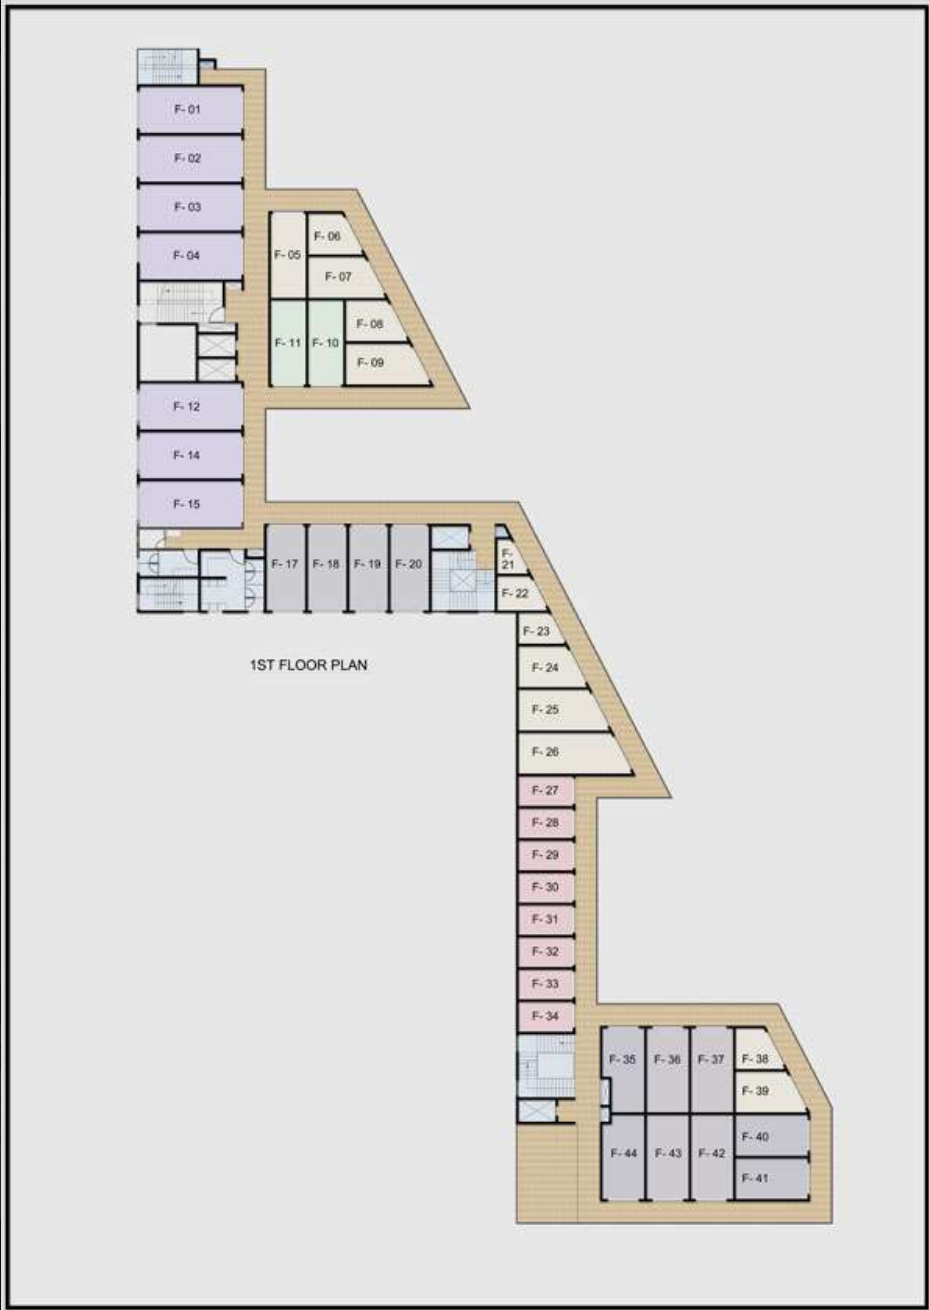 F- 01
F- 02
F- 03
F- 04
F- 05
F- 06
F- 07
F- 08
F- 09
F- 11
F- 10
F- 12
F- 14
F- 15
F- 17
F- 18
F- 19
F- 20
F-
21
F- 22
F- 23
1ST FLOOR PLAN
F- 24
F- 25
F- 26
F- 27
F- 28
F- 29
F- 30
F- 31
F- 32
F- 33
F- 34
F- 35
F- 36
F- 37
F- 38
F- 39
F- 40
F- 44
F- 43
F- 42
F- 41